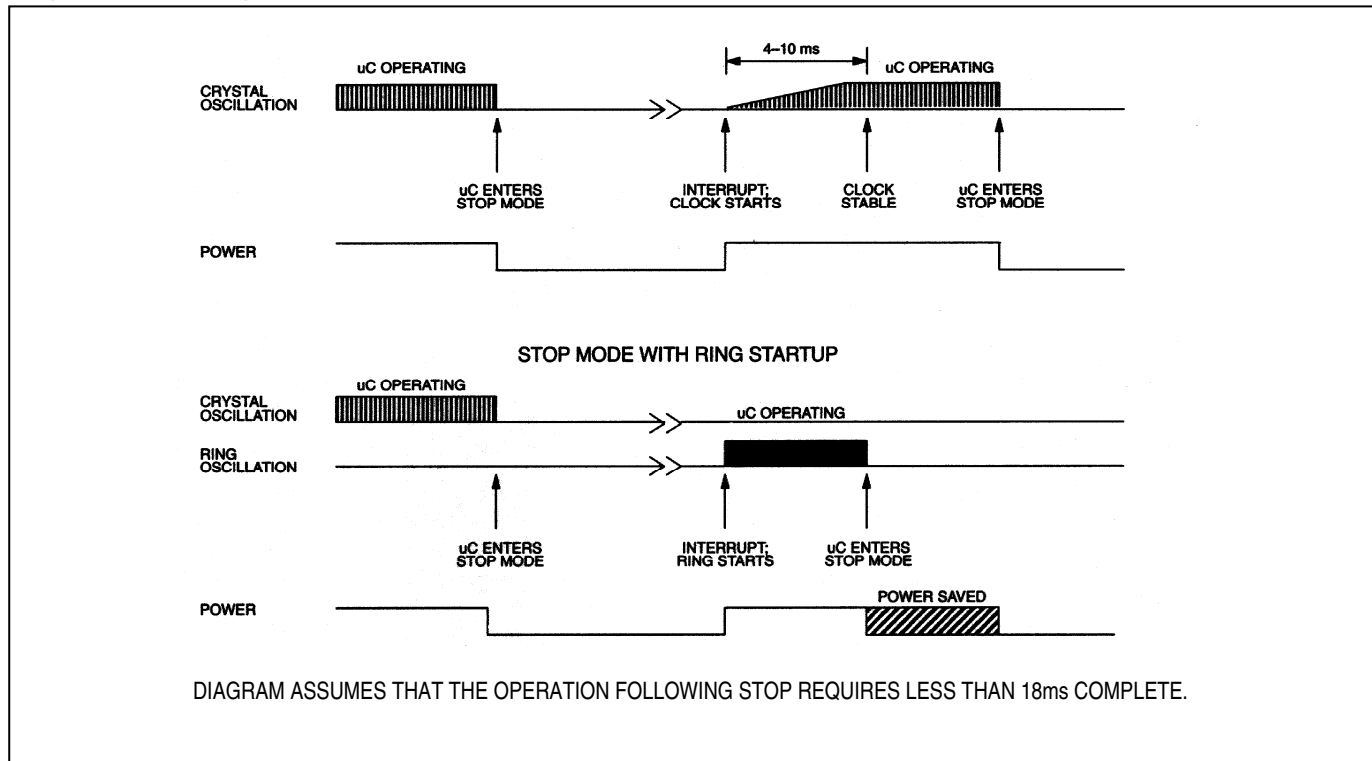 4–10 ms
uC OPERATING
uC OPERATING
CRYSTAL
OSCILLATION
uC ENTERS
STOP MODE
INTERRUPT;
CLOCK STARTS
CLOCK
STABLE
uC ENTERS
STOP MODE
POWER
STOP MODE WITH RING STARTUP
uC OPERATING
CRYSTAL
OSCILLATION
uC OPERATING
RING
OSCILLATION
uC ENTERS
STOP MODE
INTERRUPT;
RING STARTS
uC ENTERS
STOP MODE
POWER
POWER SAVED
DIAGRAM ASSUMES THAT THE OPERATION FOLLOWING STOP REQUIRES LESS THAN 18ms COMPLETE.